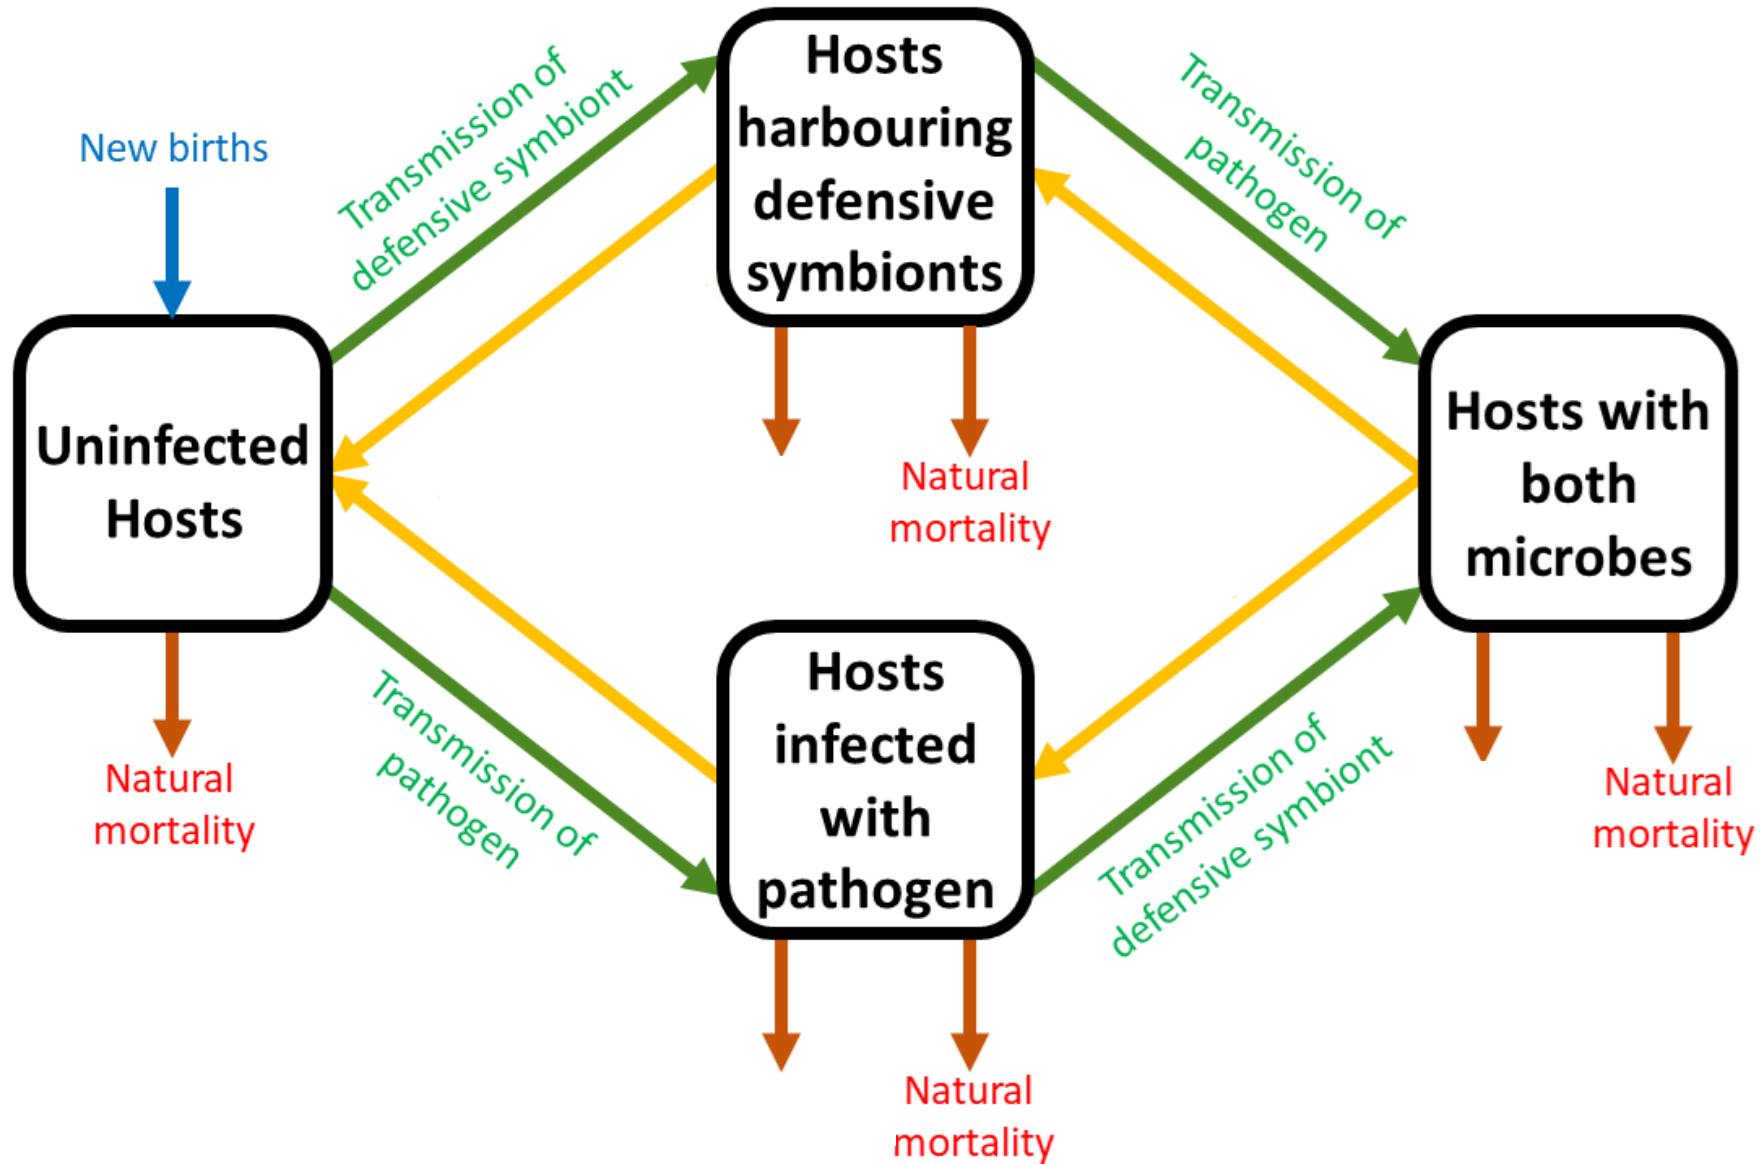 New births
Uninfected
Hosts
Natural
mortality
Transmission of
defensive symbiont
Transmission of
pathogen
Hosts
harbouring
defensive
symbionts
Natural
mortality
Hosts
infected
with
pathogen
Natural
mortality
Transmission of
pathogen
Transmission of
defensive symbiont
Hosts with
both
microbes
Natural
mortality